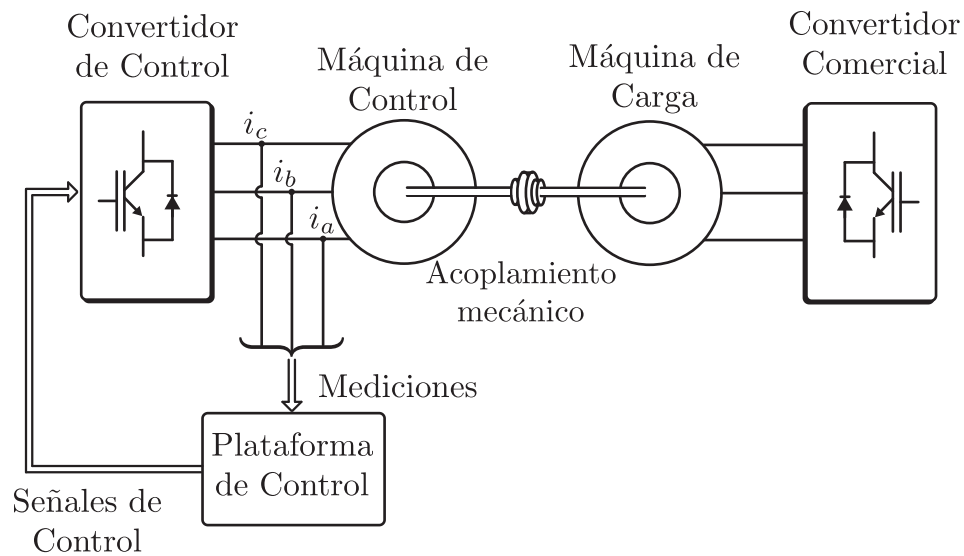 Convertidor
de Control
Máquina de
Control
Máquina de
Carga
Convertidor
Comercial
i_c
i_b
i_a
Acoplamiento
mecánico
Mediciones
Plataforma
de Control
Señales de
Control